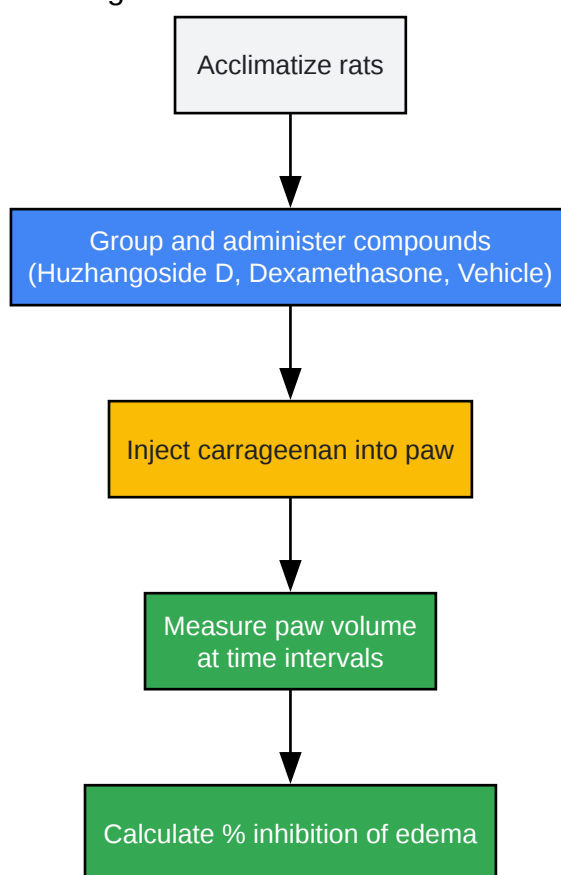 Acclimatize rats
Group and administer compounds
(Huzhangoside D, Dexamethasone, Vehicle)
Inject carrageenan into paw
Measure paw volume
at time intervals
Calculate % inhibition of edema